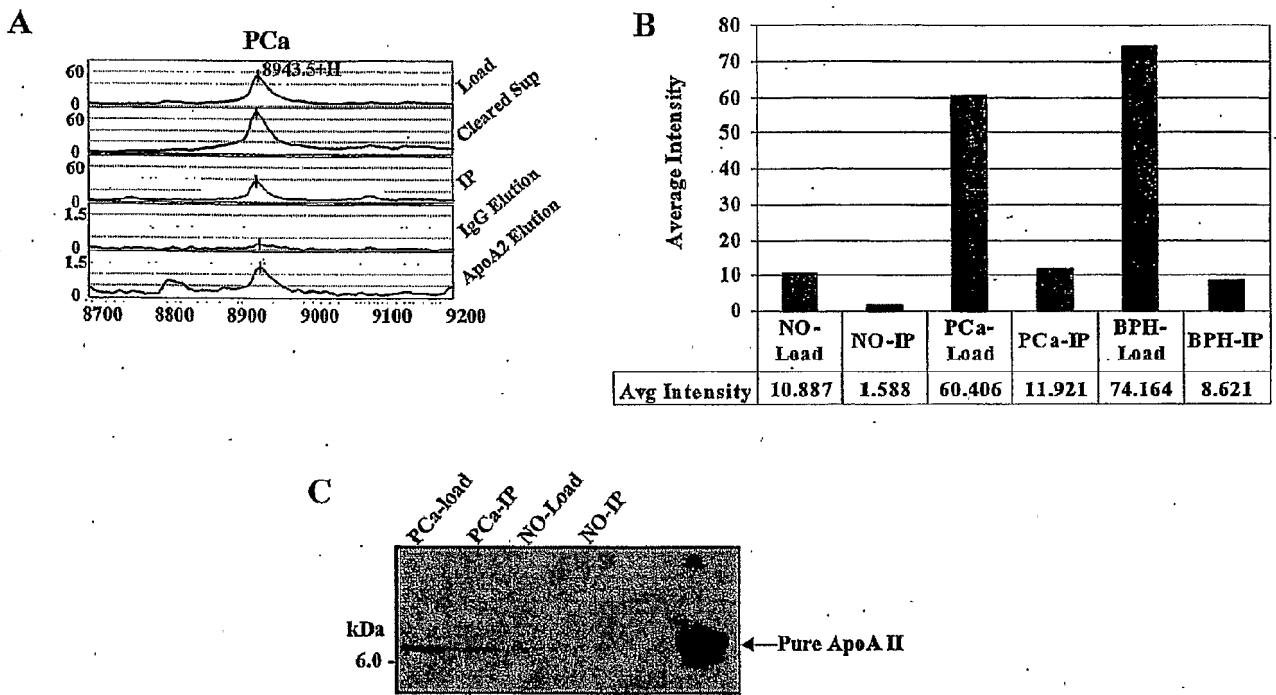 A
PCa
8943.5+H
60
0
Load
60
0
Cleared Sup
60
0
IP
1.5
0
IgG Elution
1.5
0
ApoA2 Elution
8700 8800 8900 9000 9100 9200
B
Average Intensity
80
70
60
50
40
30
20
10
0
NO-Load NO-IP PCa-Load PCa-IP BPH-Load BPH-IP
Avg Intensity 10.887 1.588 60.406 11.921 74.164 8.621
C
PCa-load PCa-IP NO-Load NO-IP
kDa
6.0
Pure ApoA II